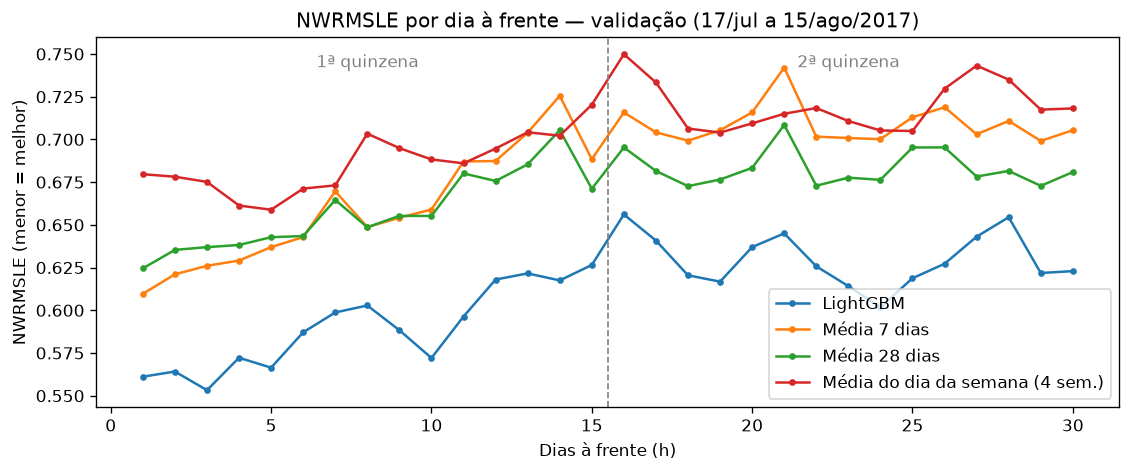 NWRMSLE por dia à frente — validação (17/jul a 15/ago/2017)
1ª quinzena
2ª quinzena
NWRMSLE (menor = melhor)
0.750
0.725
0.700
0.675
0.650
0.625
0.600
0.575
0.550
LightGBM
Média 7 dias
Média 28 dias
Média do dia da semana (4 sem.)
0
5
10
15
20
25
30
Dias à frente (h)